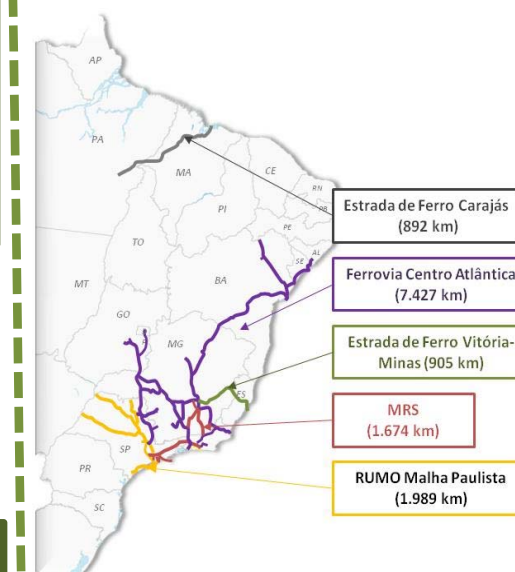 AP
PA
MA
CE
RN
PB
PI
PE
AL
SE
TO
BA
MT
GO
MG
ES
SP
PR
SC
Estrada de Ferro Carajás
(892 km)
Ferrovia Centro Atlântica
(7.427 km)
Estrada de Ferro Vitória-
Minas (905 km)
MRS
(1.674 km)
RUMO Malha Paulista
(1.989 km)